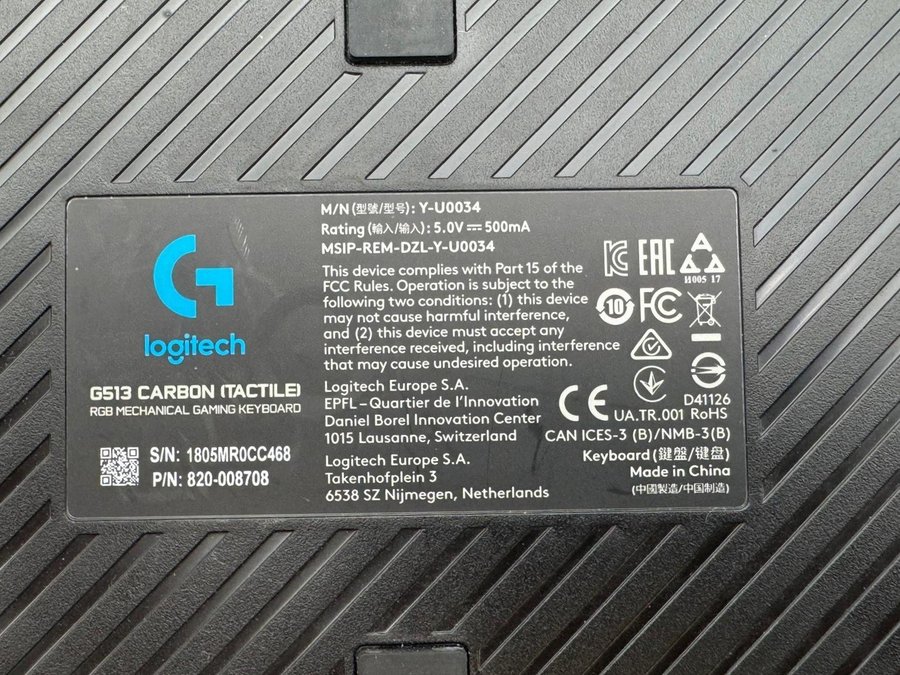 logitech
G513 CARBON (TACTILE)
RGB MECHANICAL GAMING KEYBOARD
S/N: 1805MR0CC468
P/N: 820-008708
M/N (型號/型号): Y-U0034
Rating (輸入/输入): 5.0V ⎓ 500mA
MSIP-REM-DZL-Y-U0034
This device complies with Part 15 of the
FCC Rules. Operation is subject to the
following two conditions: (1) this device
may not cause harmful interference,
and (2) this device must accept any
interference received, including interference
that may cause undesired operation.
Logitech Europe S.A.
EPFL – Quartier de l'Innovation
Daniel Borel Innovation Center
1015 Lausanne, Switzerland
Logitech Europe S.A.
Takenhofplein 3
6538 SZ Nijmegen, Netherlands
EAC
И005 17
10
FC
CE
UA.TR.001
D41126
RoHS
CAN ICES-3 (B)/NMB-3(B)
Keyboard (鍵盤/键盘)
Made in China
(中國製造/中国制造)